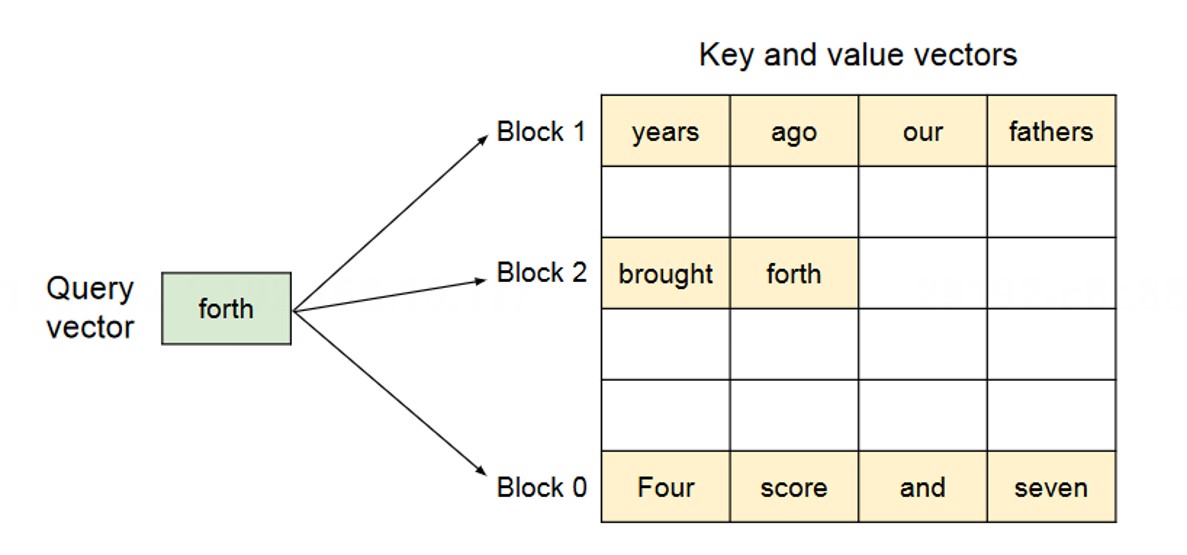 Key and value vectors
Block 1 years ago our fathers
Query
vector
forth
Block 2 brought forth
Block 0 Four score and seven